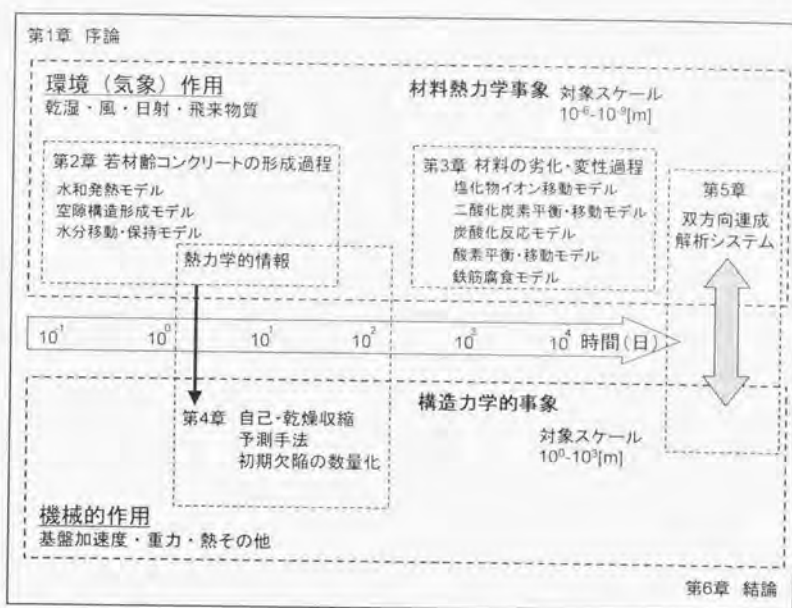 第1章 序論
環境（気象）作用
乾湿・風・日射・飛来物質
材料熱力学事象
対象スケール
10⁻⁶-10⁻⁹[m]
第2章 若材齢コンクリートの形成過程
水和発熱モデル
空隙構造形成モデル
水分移動・保持モデル
熱力学的情報
第3章 材料の劣化・変性過程
塩化物イオン移動モデル
二酸化炭素平衡・移動モデル
炭酸化反応モデル
酸素平衡・移動モデル
鉄筋腐食モデル
第5章
双方向連成
解析システム
10⁻¹ 10⁰ 10¹ 10² 10³ 10⁴ 時間(日)
第4章 自己・乾燥収縮
予測手法
初期欠陥の数量化
構造力学的事象
対象スケール
10⁰-10³[m]
機械的作用
基盤加速度・重力・熱その他
第6章 結論